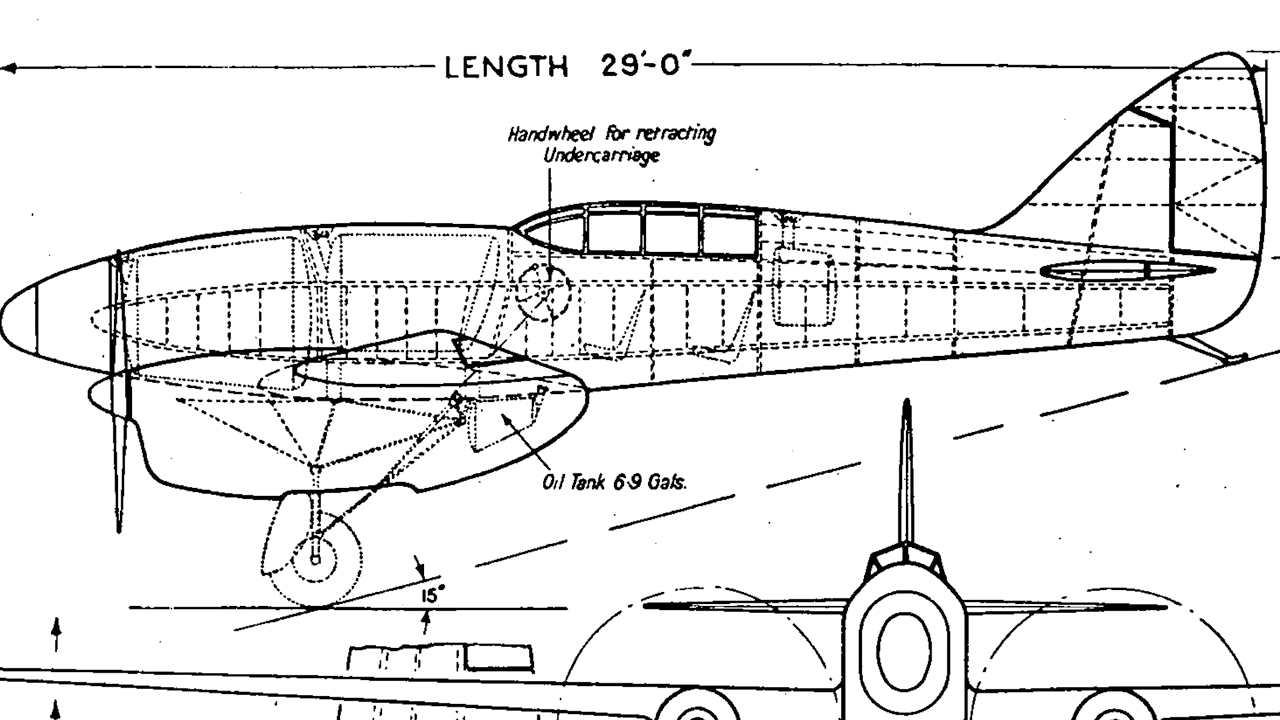 LENGTH 29'-0"
Handwheel for retracting
Undercarriage
Oil Tank 6·9 Gals.
15°